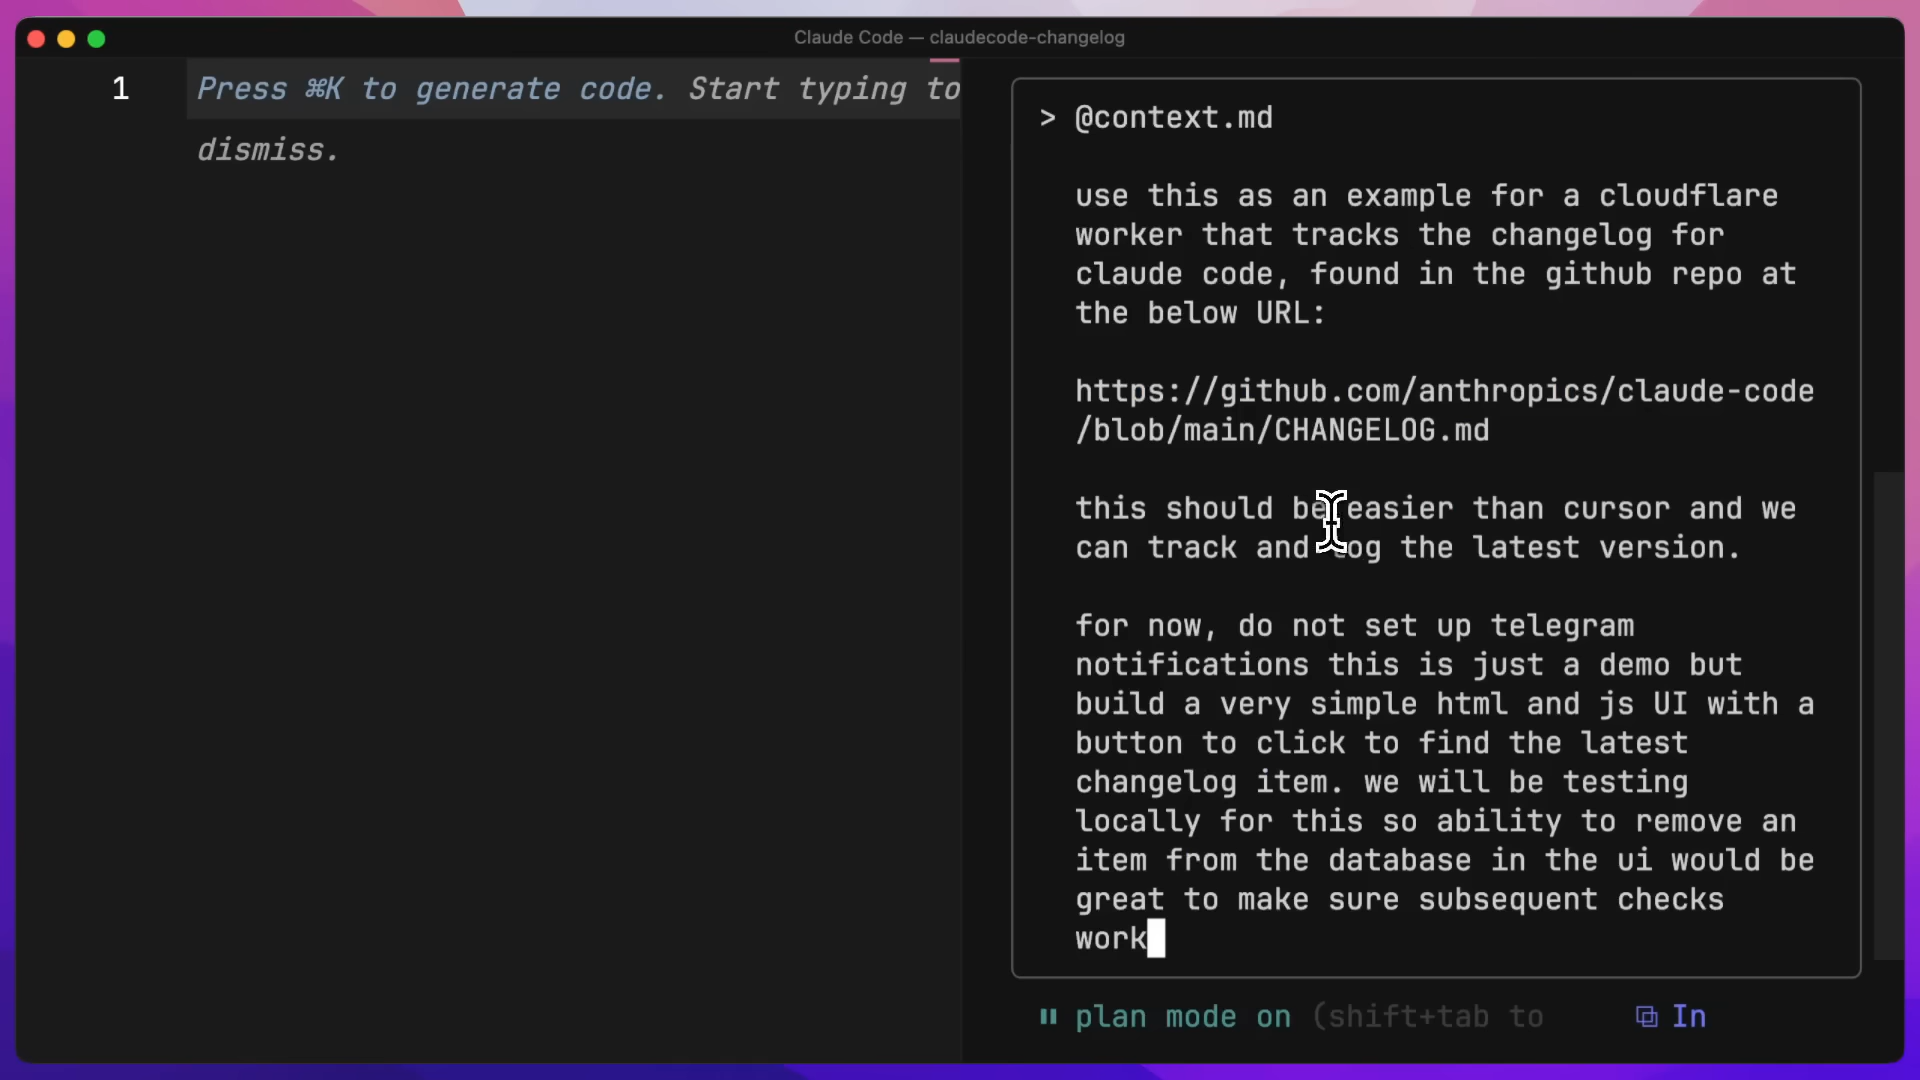 Claude Code — claudecode-changelog
1 Press ⌘K to generate code. Start typing to
dismiss.
> @context.md
use this as an example for a cloudflare
worker that tracks the changelog for
claude code, found in the github repo at
the below URL:
https://github.com/anthropics/claude-code
/blob/main/CHANGELOG.md
this should be easier than cursor and we
can track and log the latest version.
for now, do not set up telegram
notifications this is just a demo but
build a very simple html and js UI with a
button to click to find the latest
changelog item. we will be testing
locally for this so ability to remove an
item from the database in the ui would be
great to make sure subsequent checks
work
plan mode on (shift+tab to
In